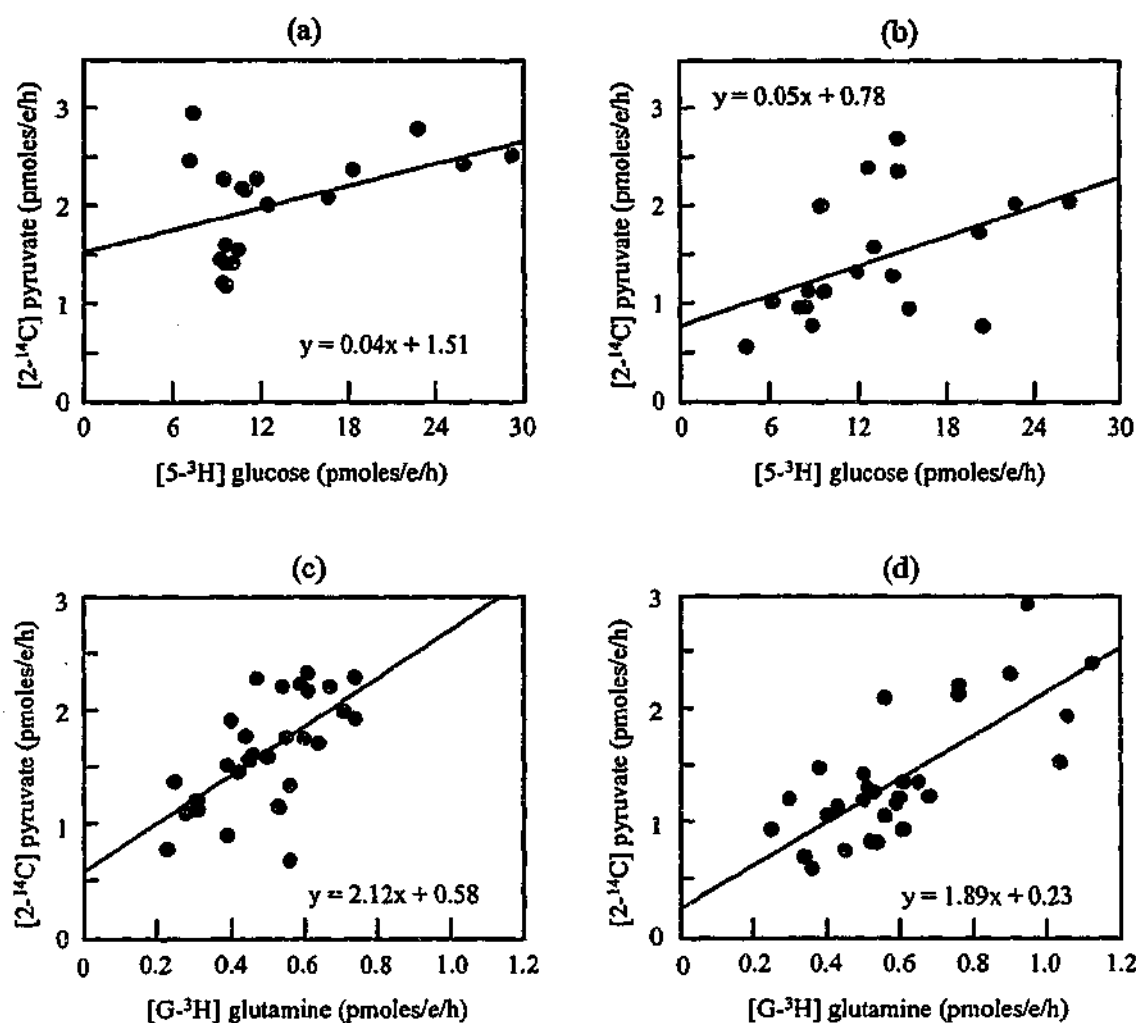 (a)
[2-¹⁴C] pyruvate (pmoles/e/h)
3
2
1
0
y = 0.04x + 1.51
0 6 12 18 24 30
[5-³H] glucose (pmoles/e/h)
(b)
[2-¹⁴C] pyruvate (pmoles/e/h)
3
2
1
0
y = 0.05x + 0.78
0 6 12 18 24 30
[5-³H] glucose (pmoles/e/h)
(c)
[2-¹⁴C] pyruvate (pmoles/e/h)
3
2
1
0
y = 2.12x + 0.58
0 0.2 0.4 0.6 0.8 1.0 1.2
[G-³H] glutamine (pmoles/e/h)
(d)
[2-¹⁴C] pyruvate (pmoles/e/h)
3
2
1
0
y = 1.89x + 0.23
0 0.2 0.4 0.6 0.8 1.0 1.2
[G-³H] glutamine (pmoles/e/h)